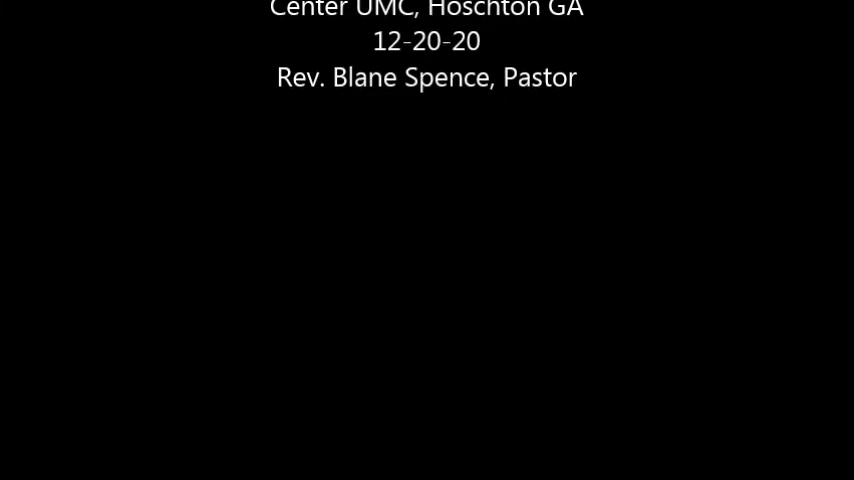 Center UMC, Hoschton GA
12-20-20
Rev. Blane Spence, Pastor